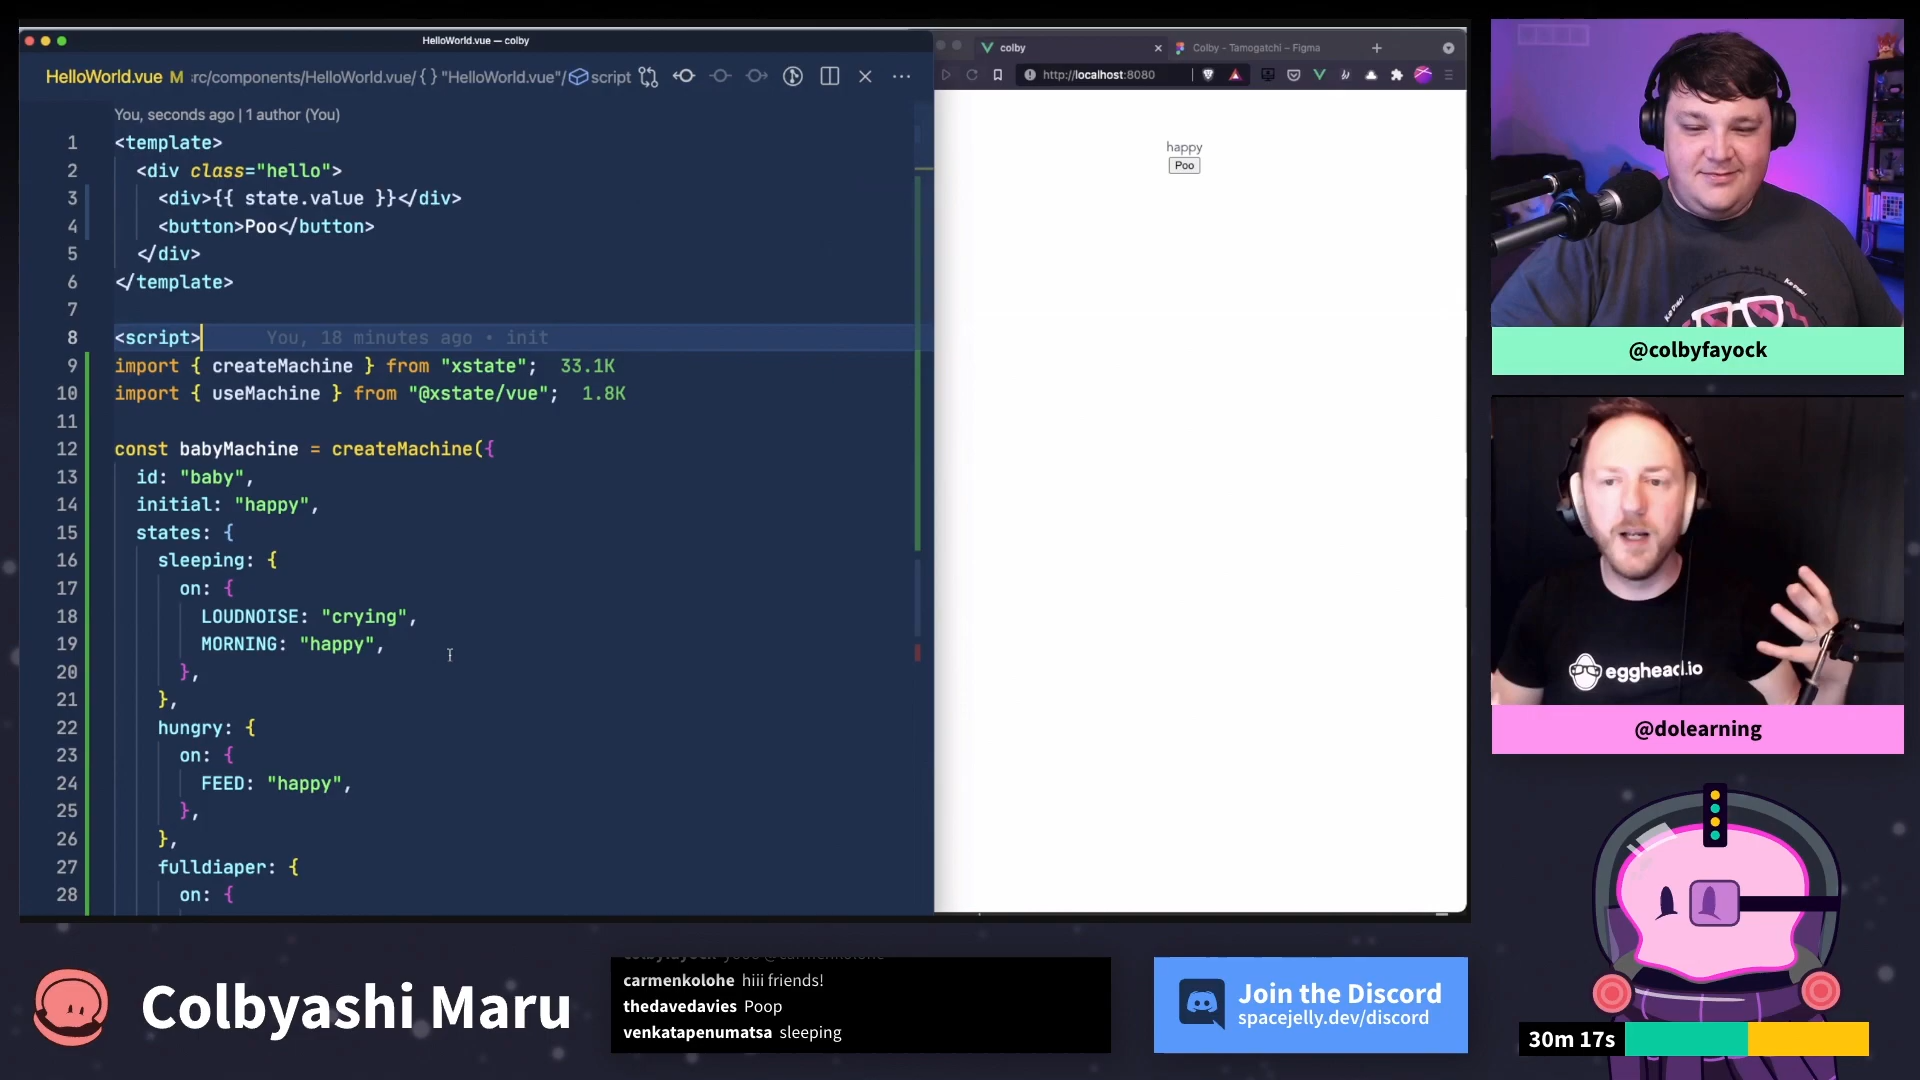 HelloWorld.vue — colby
HelloWorld.vue M rc/components/HelloWorld.vue/ {} "HelloWorld.vue"/ script
You, seconds ago | 1 author (You)
1 <template>
2 <div class="hello">
3 <div>{{ state.value }}</div>
4 <button>Poo</button>
5 </div>
6 </template>
7
8 <script> You, 18 minutes ago • init
9 import { createMachine } from "xstate"; 33.1K
10 import { useMachine } from "@xstate/vue"; 1.8K
11
12 const babyMachine = createMachine({
13 id: "baby",
14 initial: "happy",
15 states: {
16 sleeping: {
17 on: {
18 LOUDNOISE: "crying",
19 MORNING: "happy",
20 },
21 },
22 hungry: {
23 on: {
24 FEED: "happy",
25 },
26 },
27 fulldiaper: {
28 on: {
colby
Colby - Tamogatchi – Figma
http://localhost:8080
happy
Poo
@colbyfayock
egghead.io
@dolearning
Colbyashi Maru
carmenkolohe hiii friends!
thedavedavies Poop
venkatapenumatsa sleeping
Join the Discord
spacejelly.dev/discord
30m 17s